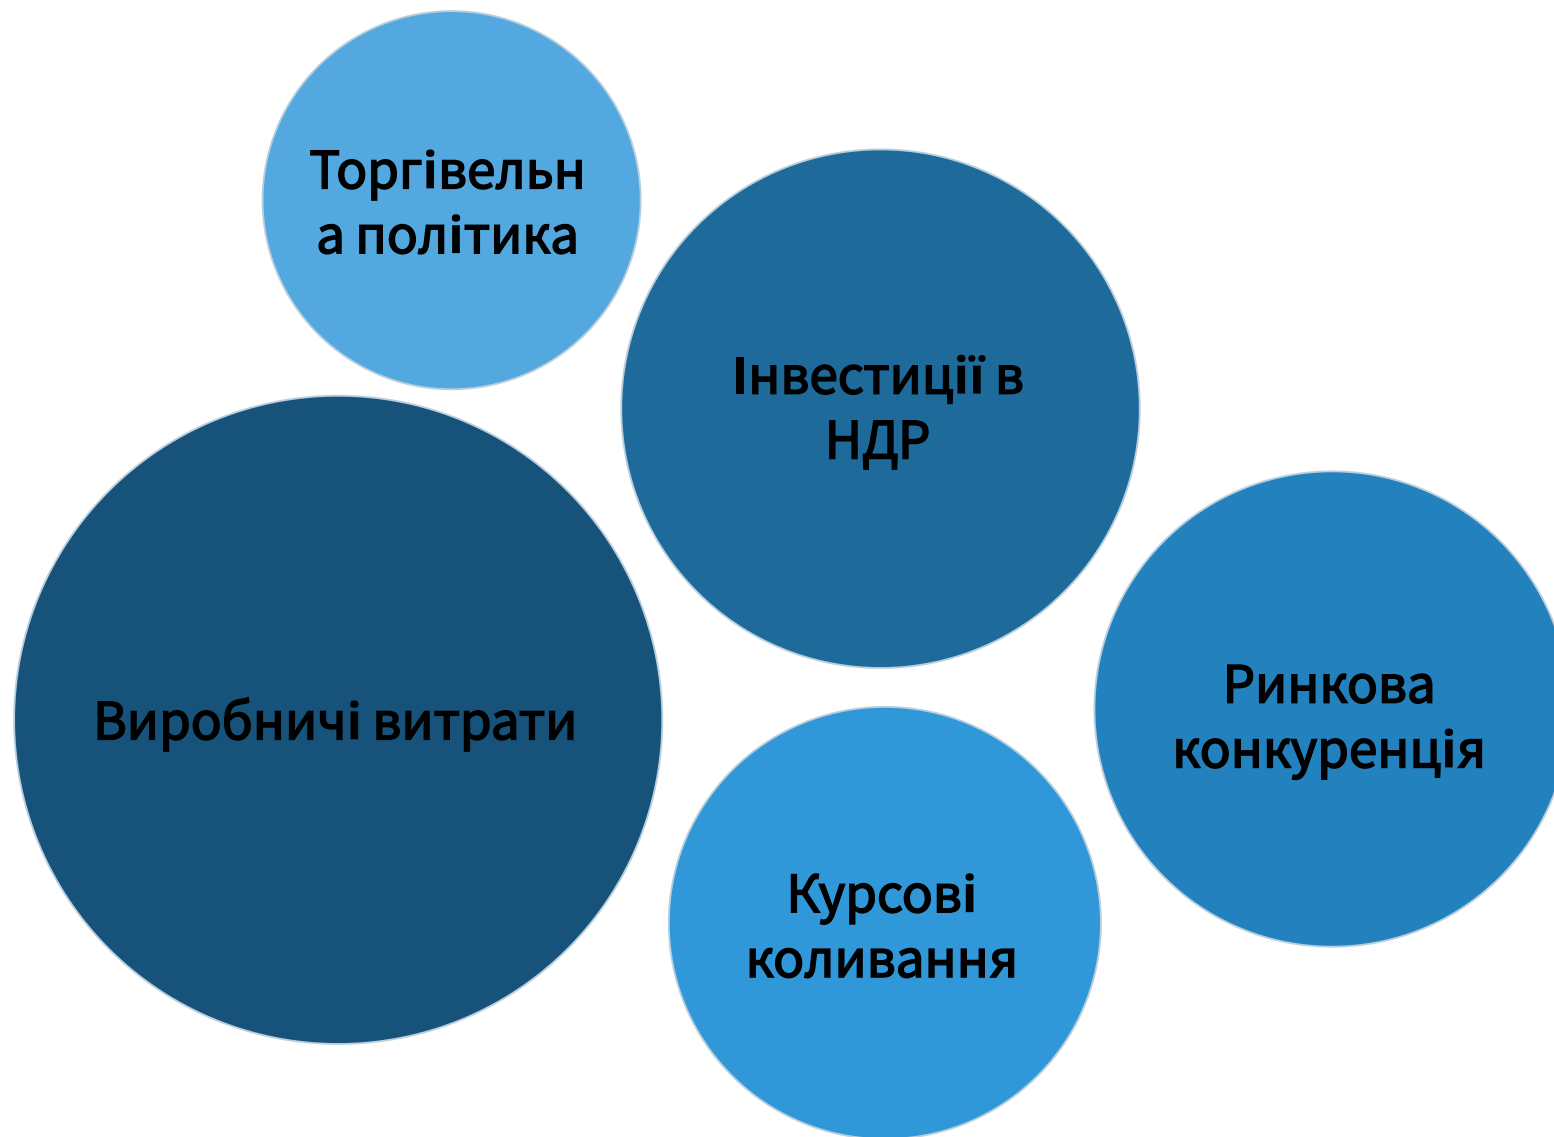 Торгівельн
а політика
Інвестиції в
НДР
Виробничі витрати
Ринкова
конкуренція
Курсові
коливання